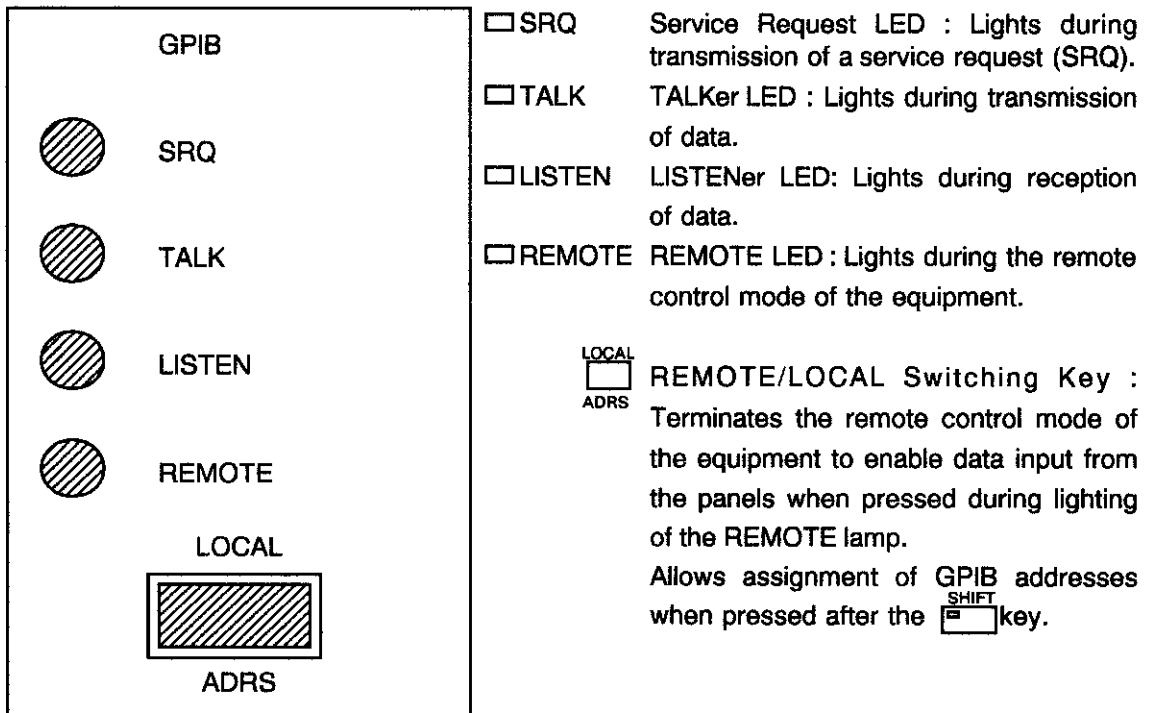 GPIB
SRQ
TALK
LISTEN
REMOTE
LOCAL
ADRS
SRQ Service Request LED : Lights during
transmission of a service request (SRQ).
TALK TALKer LED : Lights during transmission
of data.
LISTEN LISTENer LED: Lights during reception
of data.
REMOTE REMOTE LED : Lights during the remote
control mode of the equipment.
LOCAL
ADRS
REMOTE/LOCAL Switching Key :
Terminates the remote control mode of
the equipment to enable data input from
the panels when pressed during lighting
of the REMOTE lamp.
Allows assignment of GPIB addresses
SHIFT
when pressed after the key.